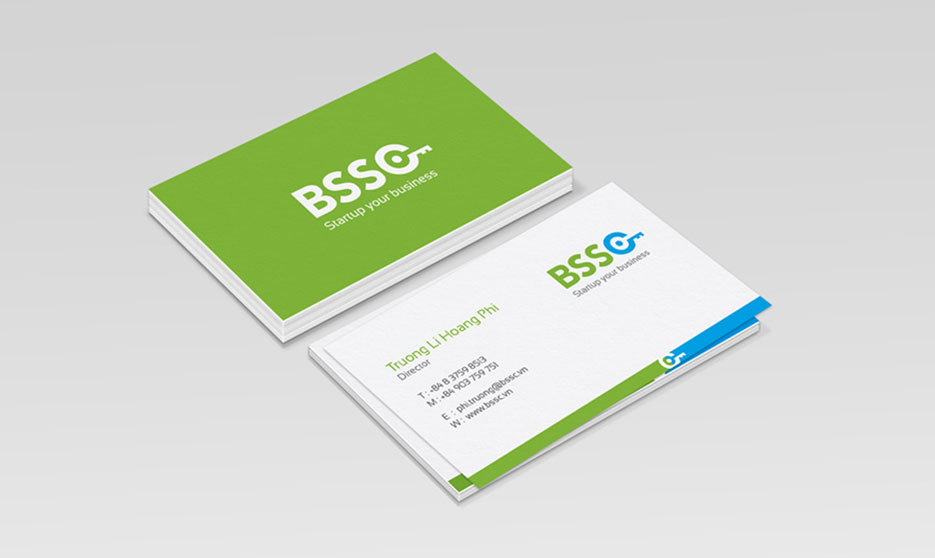 BSSC
Startup your business
BSSC
Startup your business
Truong Li Hoang Phi
Director
T : +84 8 3759 8513
M : +84 903 759 751
E : phi.truong@bssc.vn
W : www.bssc.vn